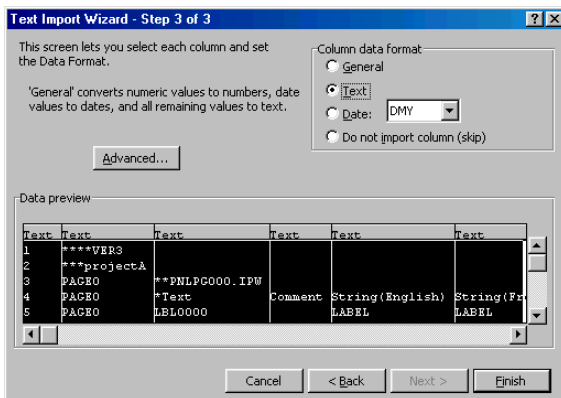 Text Import Wizard - Step 3 of 3
This screen lets you select each column and set
the Data Format.
'General' converts numeric values to numbers, date
values to dates, and all remaining values to text.
Advanced...
Column data format
General
Text
Date: DMY
Do not import column (skip)
Data preview
Text Text Text Text Text Text
1 ****VER3
2 ***projectA
3 PAGE0 **PNLPG000.IPW
4 PAGE0 *Text Comment String(English) String(Fr
5 PAGE0 LBL0000 LABEL LABEL
Cancel < Back Next > Finish